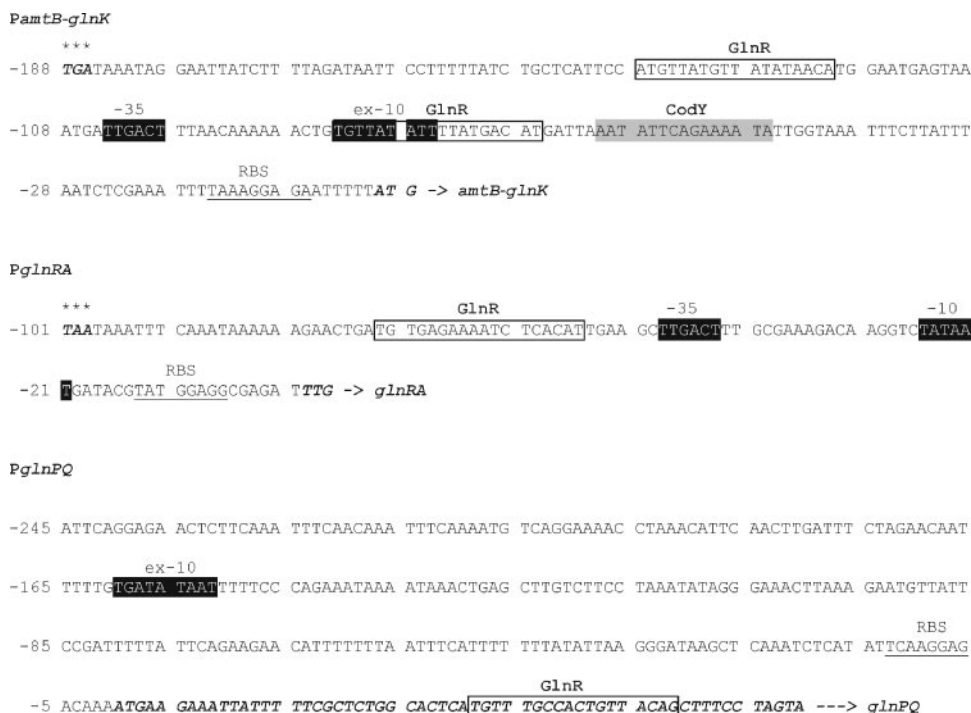 PamtB-glnK
*** GlnR
-188 TGATAAATAG GAATTATCTT TTAGATAATT CCTTTTTATC TGCTCATTCC ATGTTATGTT ATATAACATG GAATGAGTAA
-35 ex-10 GlnR CodY
-108 ATGATTGACT TTAACAAAAA ACTGTGTTAT ATTTTATGAC ATGATTAAAT ATTCAGAAAA TATTGGTAAA TTTCTTATTT
RBS
-28 AATCTCGAAA TTTTAAAGGA GAATTTTTAT G -> amtB-glnK
PglnRA
*** GlnR -35 -10
-101 TAATAAATTT CAAATAAAAA AGAACTGATG TGAGAAAATC TCACATTGAA GCTTGACTTT GCGAAAGACA AGGTCTATAA
RBS
-21 TGATACGTAT GGAGGCGAGA TTTG -> glnRA
PglnPQ
-245 ATTCAGGAGA ACTCTTCAAA TTTCAACAAA TTTCAAAATG TCAGGAAAAC CTAAACATTC AACTTGATTT CTAGAACAAT
ex-10
-165 TTTTGTGATA TAATTTTTCC CAGAAATAAA ATAAACTGAG CTTGTCTTCC TAAATATAGG GAAACTTAAA GAATGTTATT
RBS
-85 CCGATTTTTA TTCAGAAGAA CATTTTTTTA ATTTCATTTT TTTATATTAA GGGATAAGCT CAAATCTCAT ATTCAAGGAG
GlnR
-5 ACAAAATGAA GAAATTATTT TTCGCTCTGG CACTCATGTT TGCCACTGTT ACAGCTTTCC TAGTA ---> glnPQ